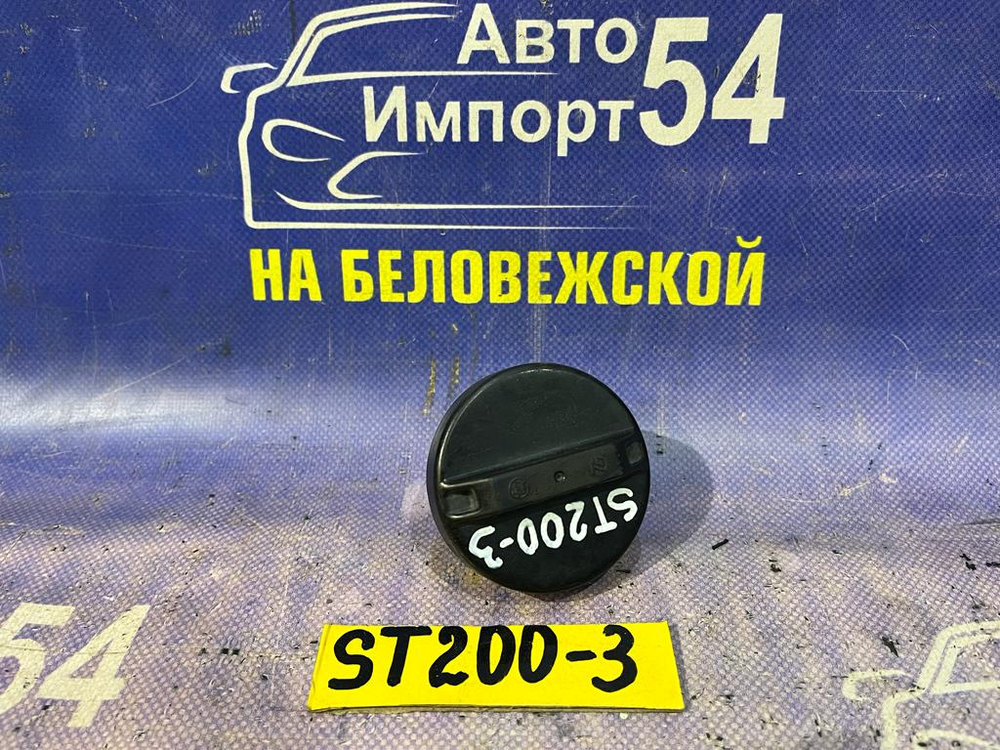 Авто
Импорт54
НА БЕЛОВЕЖСКОЙ
ST200-3
ST200-3
54